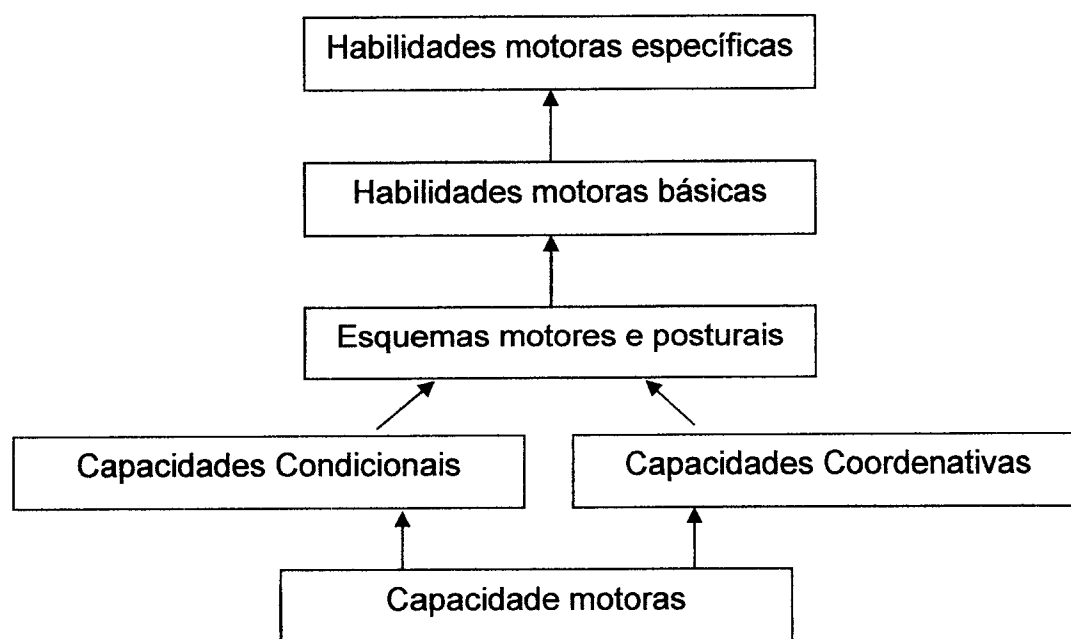 Habilidades motoras específicas
Habilidades motoras básicas
Esquemas motores e posturais
Capacidades Condicionais
Capacidades Coordenativas
Capacidade motoras